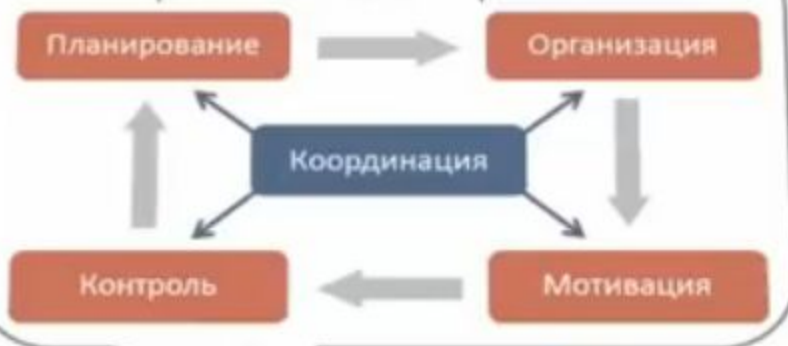 Планирование
Организация
Координация
Контроль
Мотивация